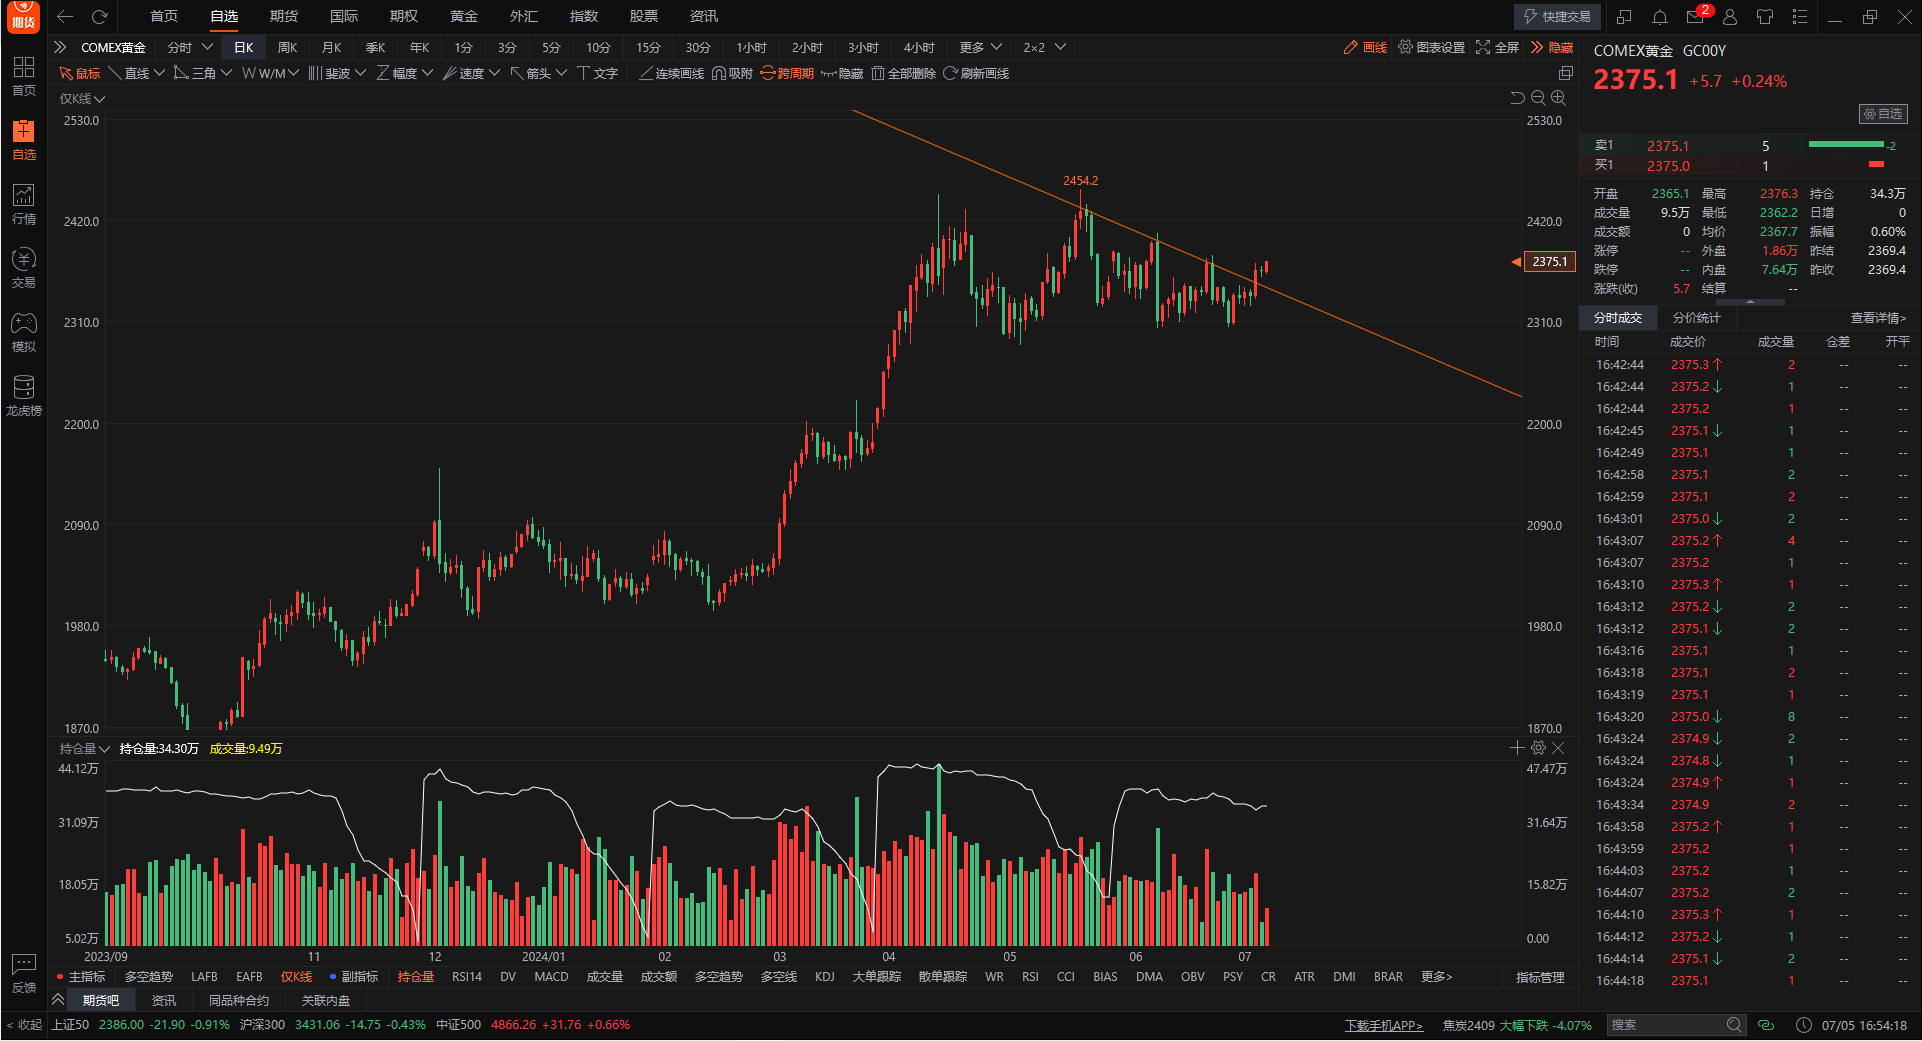 期货 首页 自选 期货 国际 期权 黄金 外汇 指数 股票 资讯 快捷交易 2
COMEX黄金 分时 日K 周K 月K 季K 年K 1分 3分 5分 10分 15分 30分 1小时 2小时 3小时 4小时 更多 2×2 画线 图表设置 全屏 隐藏
鼠标 直线 三角 W/M 斐波 幅度 速度 箭头 文字 连续画线 吸附 跨周期 隐藏 全部删除 刷新画线
首页
自选
行情
交易
模拟
龙虎榜
反馈
< 收起
仅K线
2530.0 2530.0
2454.2
2420.0 2420.0
2375.1
2310.0 2310.0
2200.0 2200.0
2090.0 2090.0
1980.0 1980.0
1870.0 1870.0
持仓量 持仓量:34.30万 成交量:9.49万
44.12万 47.47万
31.09万 31.64万
18.05万 15.82万
5.02万 0.00
2023/09 11 12 2024/01 02 03 04 05 06 07
主指标 多空趋势 LAFB EAFB 仅K线 副指标 持仓量 RSI14 DV MACD 成交量 成交额 多空趋势 多空线 KDJ 大单跟踪 散单跟踪 WR RSI CCI BIAS DMA OBV PSY CR ATR DMI BRAR 更多> 指标管理
期货吧 资讯 同品种合约 关联内盘
上证50 2386.00 -21.90 -0.91% 沪深300 3431.06 -14.75 -0.43% 中证500 4866.26 +31.76 +0.66% 下载手机APP> 焦炭2409 大幅下跌 -4.07% 搜索 07/05 16:54:18
COMEX黄金 GC00Y
2375.1 +5.7 +0.24%
自选
卖1 2375.1 5 -2
买1 2375.0 1
开盘 2365.1 最高 2376.3 持仓 34.3万
成交量 9.5万 最低 2362.2 日增 0
成交额 0 均价 2367.7 振幅 0.60%
涨停 -- 外盘 1.86万 昨结 2369.4
跌停 -- 内盘 7.64万 昨收 2369.4
涨跌(收) 5.7 结算 --
分时成交 分价统计 查看详情>
时间 成交价 成交量 仓差 开平
16:42:44 2375.3↑ 2 -- --
16:42:44 2375.2↓ 1 -- --
16:42:44 2375.2 1 -- --
16:42:45 2375.1↓ 1 -- --
16:42:49 2375.1 1 -- --
16:42:58 2375.1 2 -- --
16:42:59 2375.1 2 -- --
16:43:01 2375.0↓ 2 -- --
16:43:07 2375.2↑ 4 -- --
16:43:07 2375.2 1 -- --
16:43:10 2375.3↑ 1 -- --
16:43:12 2375.2↓ 2 -- --
16:43:12 2375.1↓ 2 -- --
16:43:16 2375.1 1 -- --
16:43:18 2375.1 2 -- --
16:43:19 2375.1 1 -- --
16:43:20 2375.0↓ 8 -- --
16:43:24 2374.9↓ 2 -- --
16:43:24 2374.8↓ 1 -- --
16:43:24 2374.9↑ 1 -- --
16:43:34 2374.9 2 -- --
16:43:58 2375.2↑ 1 -- --
16:43:59 2375.2 1 -- --
16:44:03 2375.2 1 -- --
16:44:07 2375.2 2 -- --
16:44:10 2375.3↑ 1 -- --
16:44:12 2375.2↓ 1 -- --
16:44:14 2375.1↓ 2 -- --
16:44:18 2375.1 1 -- --